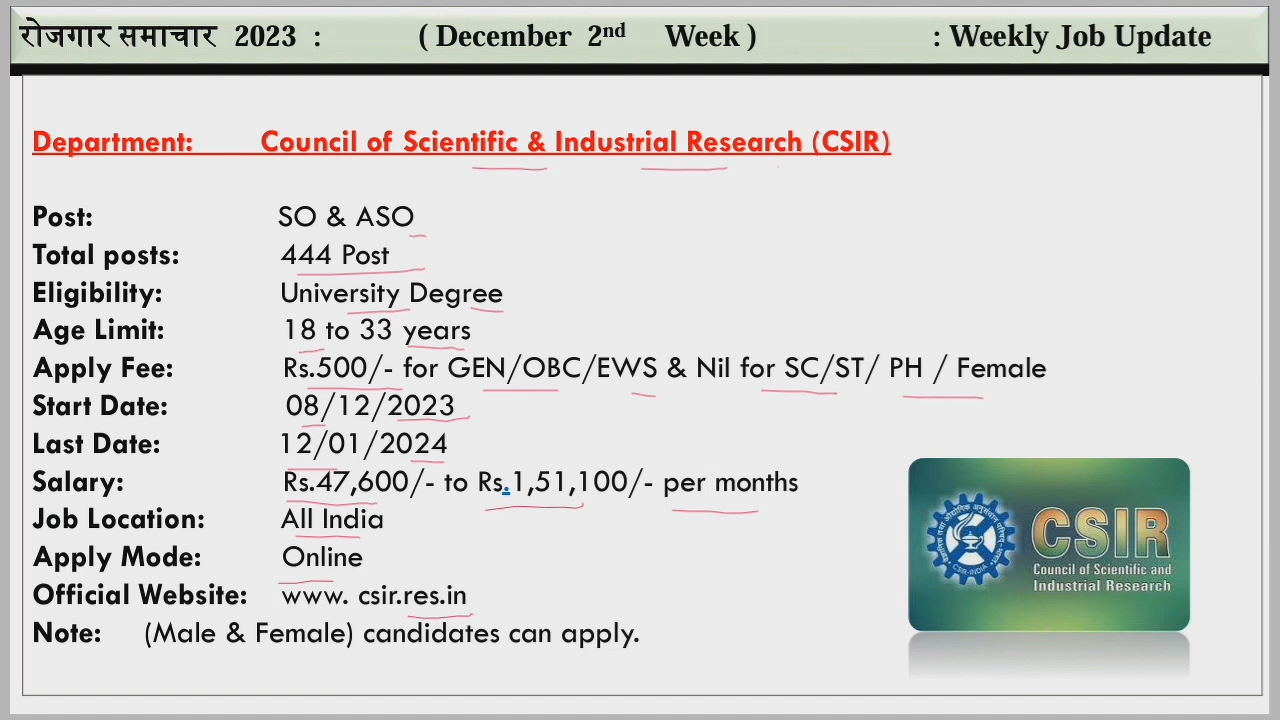 रोजगार समाचार 2023 : ( December 2nd Week ) : Weekly Job Update
Department: Council of Scientific & Industrial Research (CSIR)
Post: SO & ASO
Total posts: 444 Post
Eligibility: University Degree
Age Limit: 18 to 33 years
Apply Fee: Rs.500/- for GEN/OBC/EWS & Nil for SC/ST/ PH / Female
Start Date: 08/12/2023
Last Date: 12/01/2024
Salary: Rs.47,600/- to Rs.1,51,100/- per months
Job Location: All India
Apply Mode: Online
Official Website: www. csir.res.in
Note: (Male & Female) candidates can apply.
CSIR
Council of Scientific and
Industrial Research
CSIR-INDIA